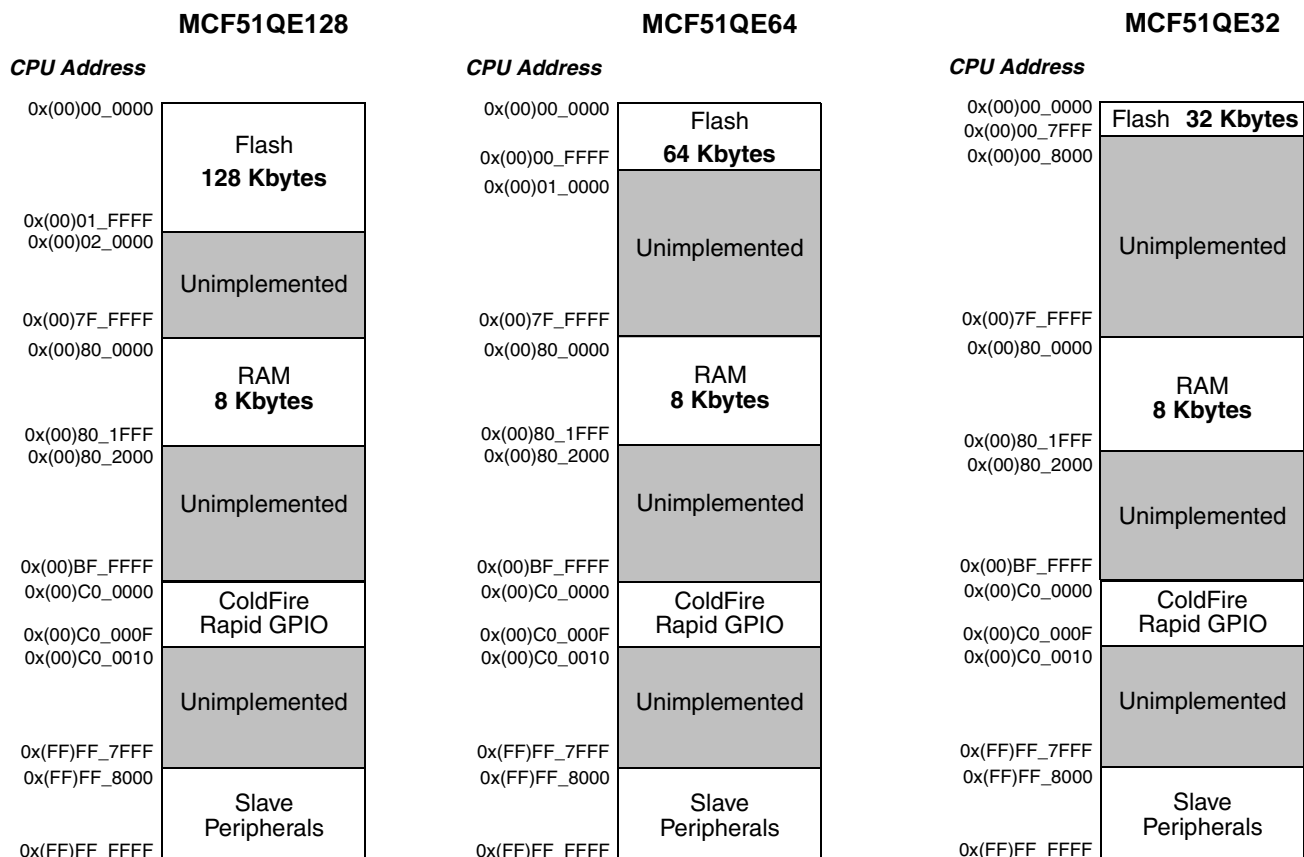 MCF51QE128
CPU Address
0x(00)00_0000
Flash
128 Kbytes
0x(00)01_FFFF
0x(00)02_0000
Unimplemented
0x(00)7F_FFFF
0x(00)80_0000
RAM
8 Kbytes
0x(00)80_1FFF
0x(00)80_2000
Unimplemented
0x(00)BF_FFFF
0x(00)C0_0000
ColdFire
Rapid GPIO
0x(00)C0_000F
0x(00)C0_0010
Unimplemented
0x(FF)FF_7FFF
0x(FF)FF_8000
Slave
Peripherals
0x(FF)FF_FFFF
MCF51QE64
CPU Address
0x(00)00_0000
Flash
64 Kbytes
0x(00)00_FFFF
0x(00)01_0000
Unimplemented
0x(00)7F_FFFF
0x(00)80_0000
RAM
8 Kbytes
0x(00)80_1FFF
0x(00)80_2000
Unimplemented
0x(00)BF_FFFF
0x(00)C0_0000
ColdFire
Rapid GPIO
0x(00)C0_000F
0x(00)C0_0010
Unimplemented
0x(FF)FF_7FFF
0x(FF)FF_8000
Slave
Peripherals
0x(FF)FF_FFFF
MCF51QE32
CPU Address
0x(00)00_0000
Flash 32 Kbytes
0x(00)00_7FFF
0x(00)00_8000
Unimplemented
0x(00)7F_FFFF
0x(00)80_0000
RAM
8 Kbytes
0x(00)80_1FFF
0x(00)80_2000
Unimplemented
0x(00)BF_FFFF
0x(00)C0_0000
ColdFire
Rapid GPIO
0x(00)C0_000F
0x(00)C0_0010
Unimplemented
0x(FF)FF_7FFF
0x(FF)FF_8000
Slave
Peripherals
0x(FF)FF_FFFF